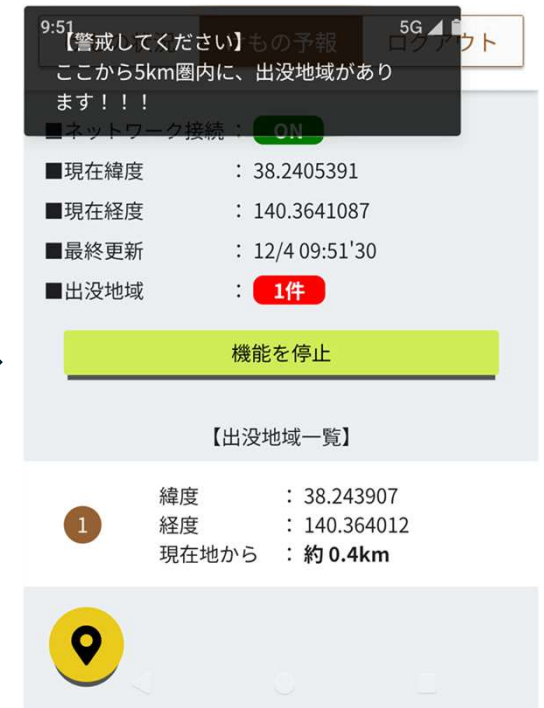 9:51
5G
【警戒してください】
けもの予報
ログアウト
ここから5km圏内に、出没地域があり
ます！！！
■ネットワーク接続 : ON
■現在緯度 : 38.2405391
■現在経度 : 140.3641087
■最終更新 : 12/4 09:51'30
■出没地域 : 1件
機能を停止
【出没地域一覧】
1
緯度 : 38.243907
経度 : 140.364012
現在地から : 約 0.4km